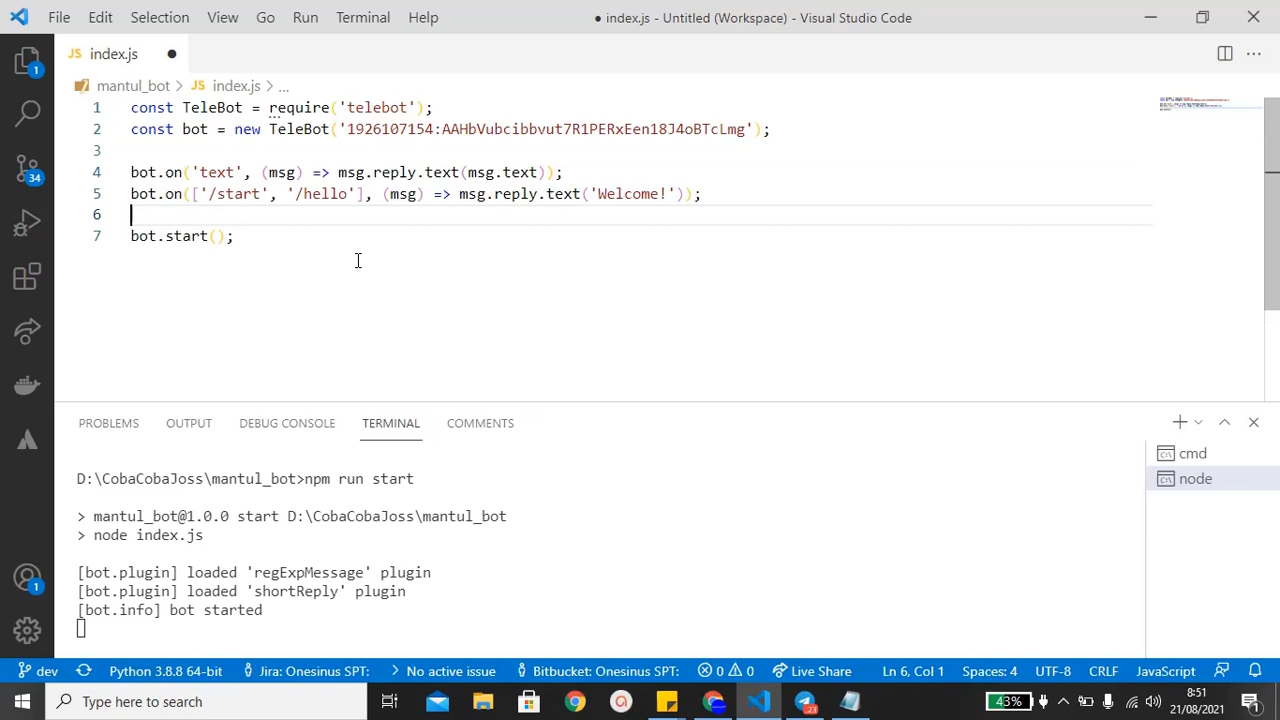 File Edit Selection View Go Run Terminal Help
● index.js - Untitled (Workspace) - Visual Studio Code
JS index.js ●
mantul_bot > JS index.js > ...
1 const TeleBot = require('telebot');
2 const bot = new TeleBot('1926107154:AAHbVubcibbvut7R1PERxEen18J4oBTcLmg');
3
4 bot.on('text', (msg) => msg.reply.text(msg.text));
5 bot.on(['/start', '/hello'], (msg) => msg.reply.text('Welcome!'));
6
7 bot.start();
1
34
1
PROBLEMS OUTPUT DEBUG CONSOLE TERMINAL COMMENTS
cmd
node
D:\CobaCobaJoss\mantul_bot>npm run start
> mantul_bot@1.0.0 start D:\CobaCobaJoss\mantul_bot
> node index.js
[bot.plugin] loaded 'regExpMessage' plugin
[bot.plugin] loaded 'shortReply' plugin
[bot.info] bot started
dev Python 3.8.8 64-bit Jira: Onesinus SPT: No active issue Bitbucket: Onesinus SPT: 0 0 Live Share Ln 6, Col 1 Spaces: 4 UTF-8 CRLF JavaScript
Type here to search
23
43%
8:51
21/08/2021
1